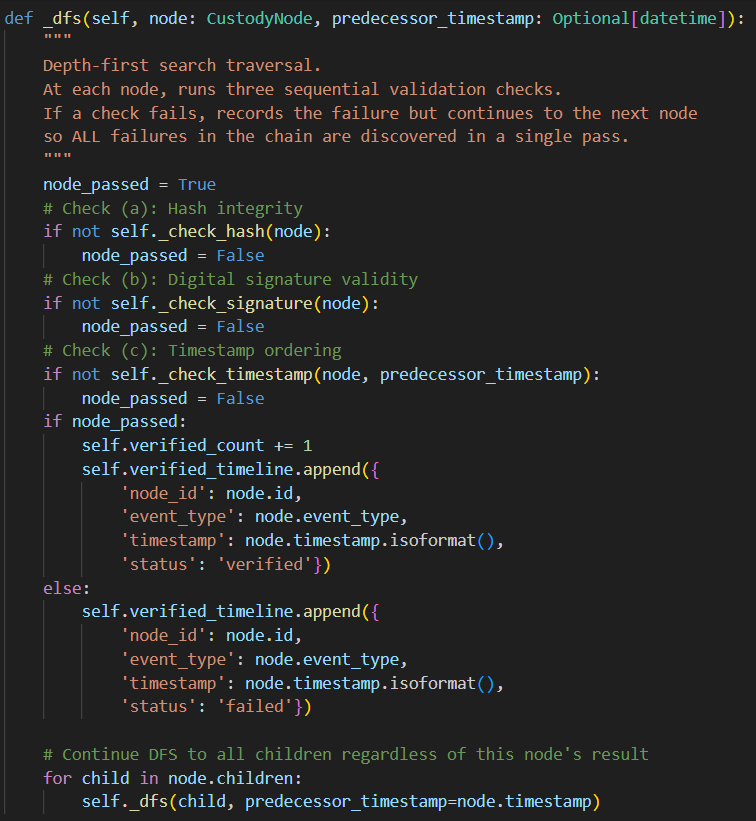 def _dfs(self, node: CustodyNode, predecessor_timestamp: Optional[datetime]):
    """
    Depth-first search traversal.
    At each node, runs three sequential validation checks.
    If a check fails, records the failure but continues to the next node
    so ALL failures in the chain are discovered in a single pass.
    """
    node_passed = True
    # Check (a): Hash integrity
    if not self._check_hash(node):
        node_passed = False
    # Check (b): Digital signature validity
    if not self._check_signature(node):
        node_passed = False
    # Check (c): Timestamp ordering
    if not self._check_timestamp(node, predecessor_timestamp):
        node_passed = False
    if node_passed:
        self.verified_count += 1
        self.verified_timeline.append({
            'node_id': node.id,
            'event_type': node.event_type,
            'timestamp': node.timestamp.isoformat(),
            'status': 'verified'})
    else:
        self.verified_timeline.append({
            'node_id': node.id,
            'event_type': node.event_type,
            'timestamp': node.timestamp.isoformat(),
            'status': 'failed'})

    # Continue DFS to all children regardless of this node's result
    for child in node.children:
        self._dfs(child, predecessor_timestamp=node.timestamp)